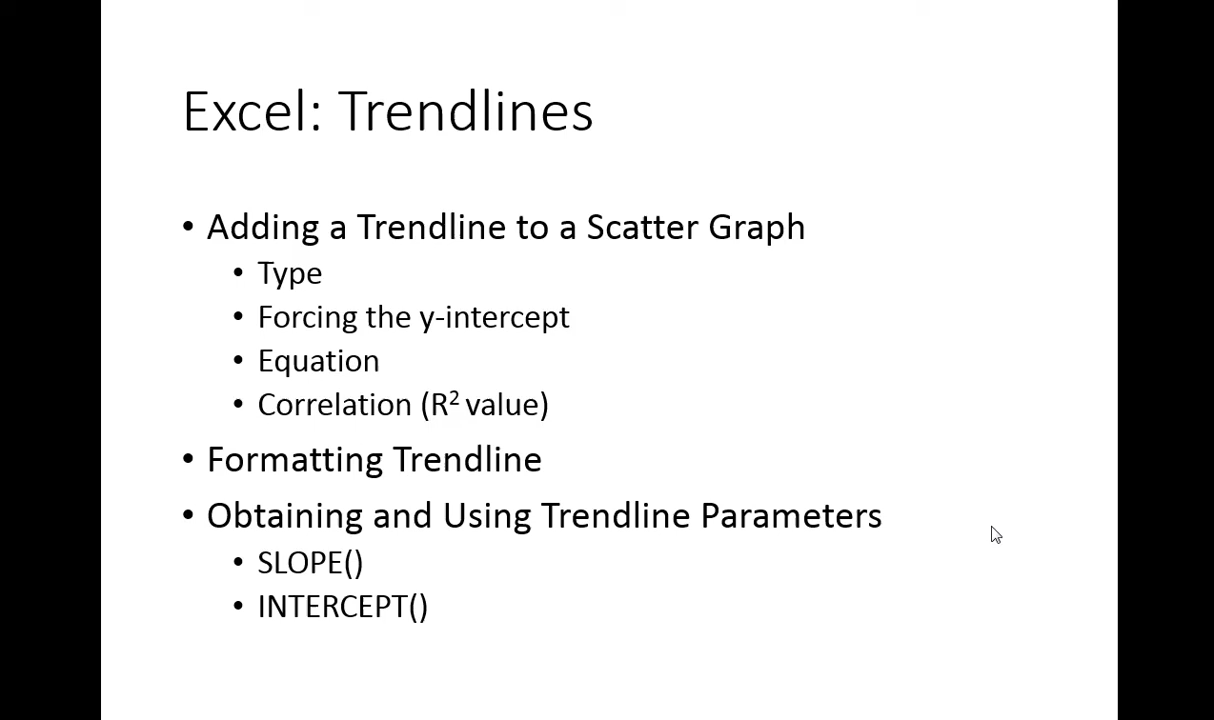 Excel: Trendlines
• Adding a Trendline to a Scatter Graph
• Type
• Forcing the y-intercept
• Equation
• Correlation (R² value)
• Formatting Trendline
• Obtaining and Using Trendline Parameters
• SLOPE()
• INTERCEPT()